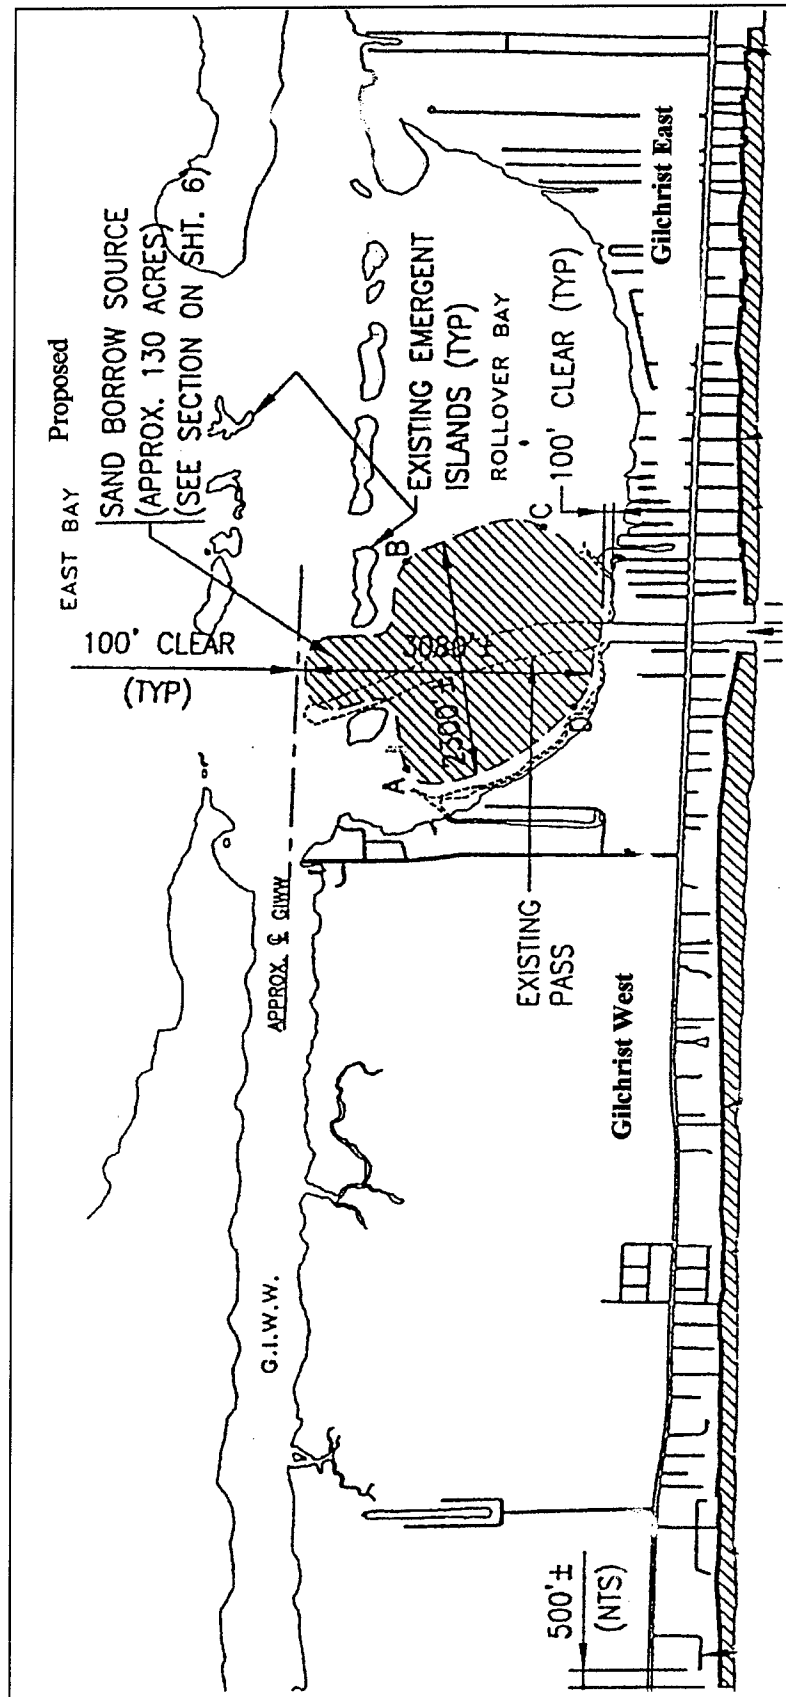 EAST BAY
Proposed
SAND BORROW SOURCE
(APPROX. 130 ACRES)
(SEE SECTION ON SHT. 6)
100' CLEAR
(TYP)
EXISTING EMERGENT
ISLANDS (TYP)
ROLLOVER BAY
100' CLEAR (TYP)
Gilchrist East
A
B
C
D
3080'±
2500'±
APPROX. ℄ GIWW
EXISTING
PASS
Gilchrist West
G.I.W.W.
500'±
(NTS)